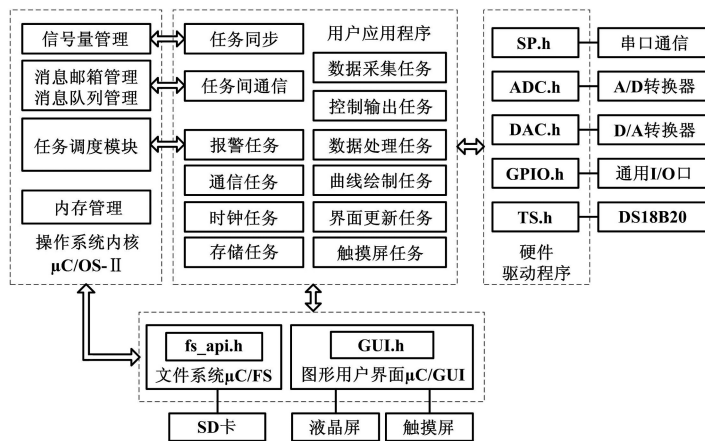 信号量管理
消息邮箱管理
消息队列管理
任务调度模块
内存管理
操作系统内核
μC/OS-Ⅱ
任务同步
任务间通信
报警任务
通信任务
时钟任务
存储任务
用户应用程序
数据采集任务
控制输出任务
数据处理任务
曲线绘制任务
界面更新任务
触摸屏任务
SP.h
串口通信
ADC.h
A/D转换器
DAC.h
D/A转换器
GPIO.h
通用I/O口
TS.h
DS18B20
硬件
驱动程序
fs_api.h
文件系统μC/FS
GUI.h
图形用户界面μC/GUI
SD卡
液晶屏
触摸屏